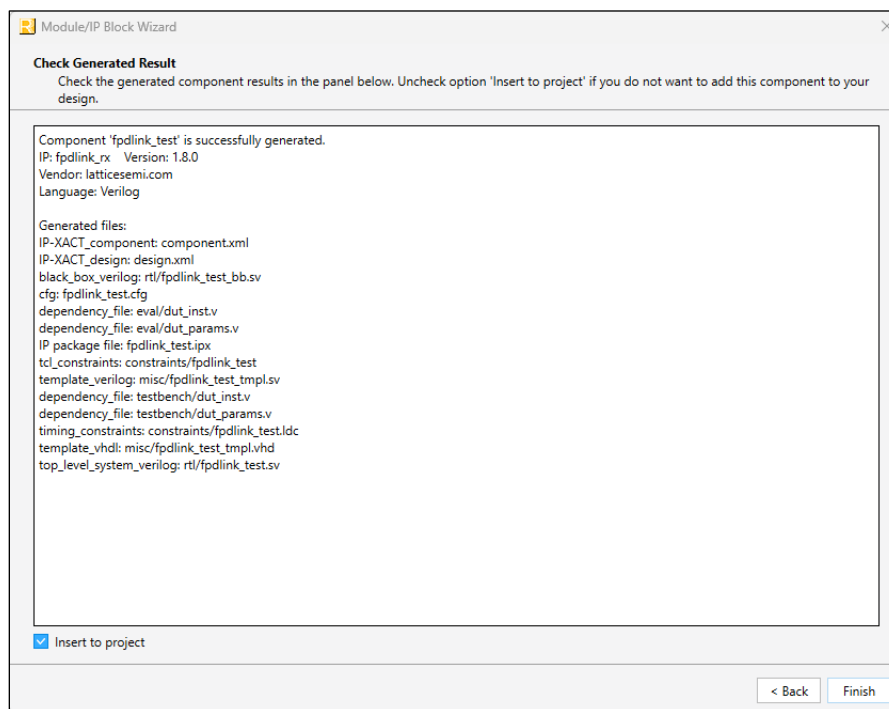 Module/IP Block Wizard
Check Generated Result
Check the generated component results in the panel below. Uncheck option 'Insert to project' if you do not want to add this component to your
design.
Component 'fpdlink_test' is successfully generated.
IP: fpdlink_rx    Version: 1.8.0
Vendor: latticesemi.com
Language: Verilog
Generated files:
IP-XACT_component: component.xml
IP-XACT_design: design.xml
black_box_verilog: rtl/fpdlink_test_bb.sv
cfg: fpdlink_test.cfg
dependency_file: eval/dut_inst.v
dependency_file: eval/dut_params.v
IP package file: fpdlink_test.ipx
tcl_constraints: constraints/fpdlink_test
template_verilog: misc/fpdlink_test_tmpl.sv
dependency_file: testbench/dut_inst.v
dependency_file: testbench/dut_params.v
timing_constraints: constraints/fpdlink_test.ldc
template_vhdl: misc/fpdlink_test_tmpl.vhd
top_level_system_verilog: rtl/fpdlink_test.sv
Insert to project
< Back
Finish